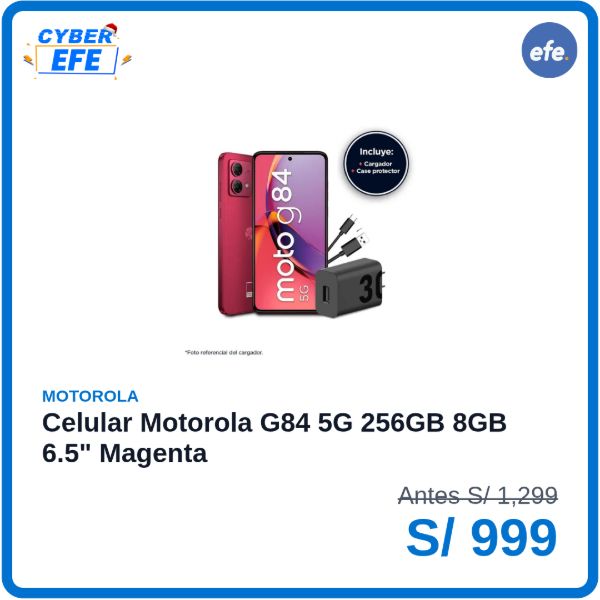 CYBER
EFE
efe.
Incluye:
+ Cargador
+ Case protector
moto g84
5G
30
*Foto referencial del cargador.
MOTOROLA
Celular Motorola G84 5G 256GB 8GB
6.5" Magenta
Antes S/ 1,299
S/ 999